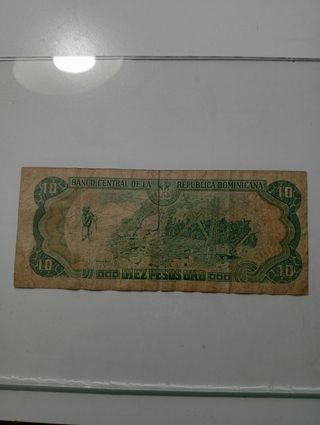 10 BANCO CENTRAL DE LA REPUBLICA DOMINICANA 10
10 DIEZ PESOS ORO 10